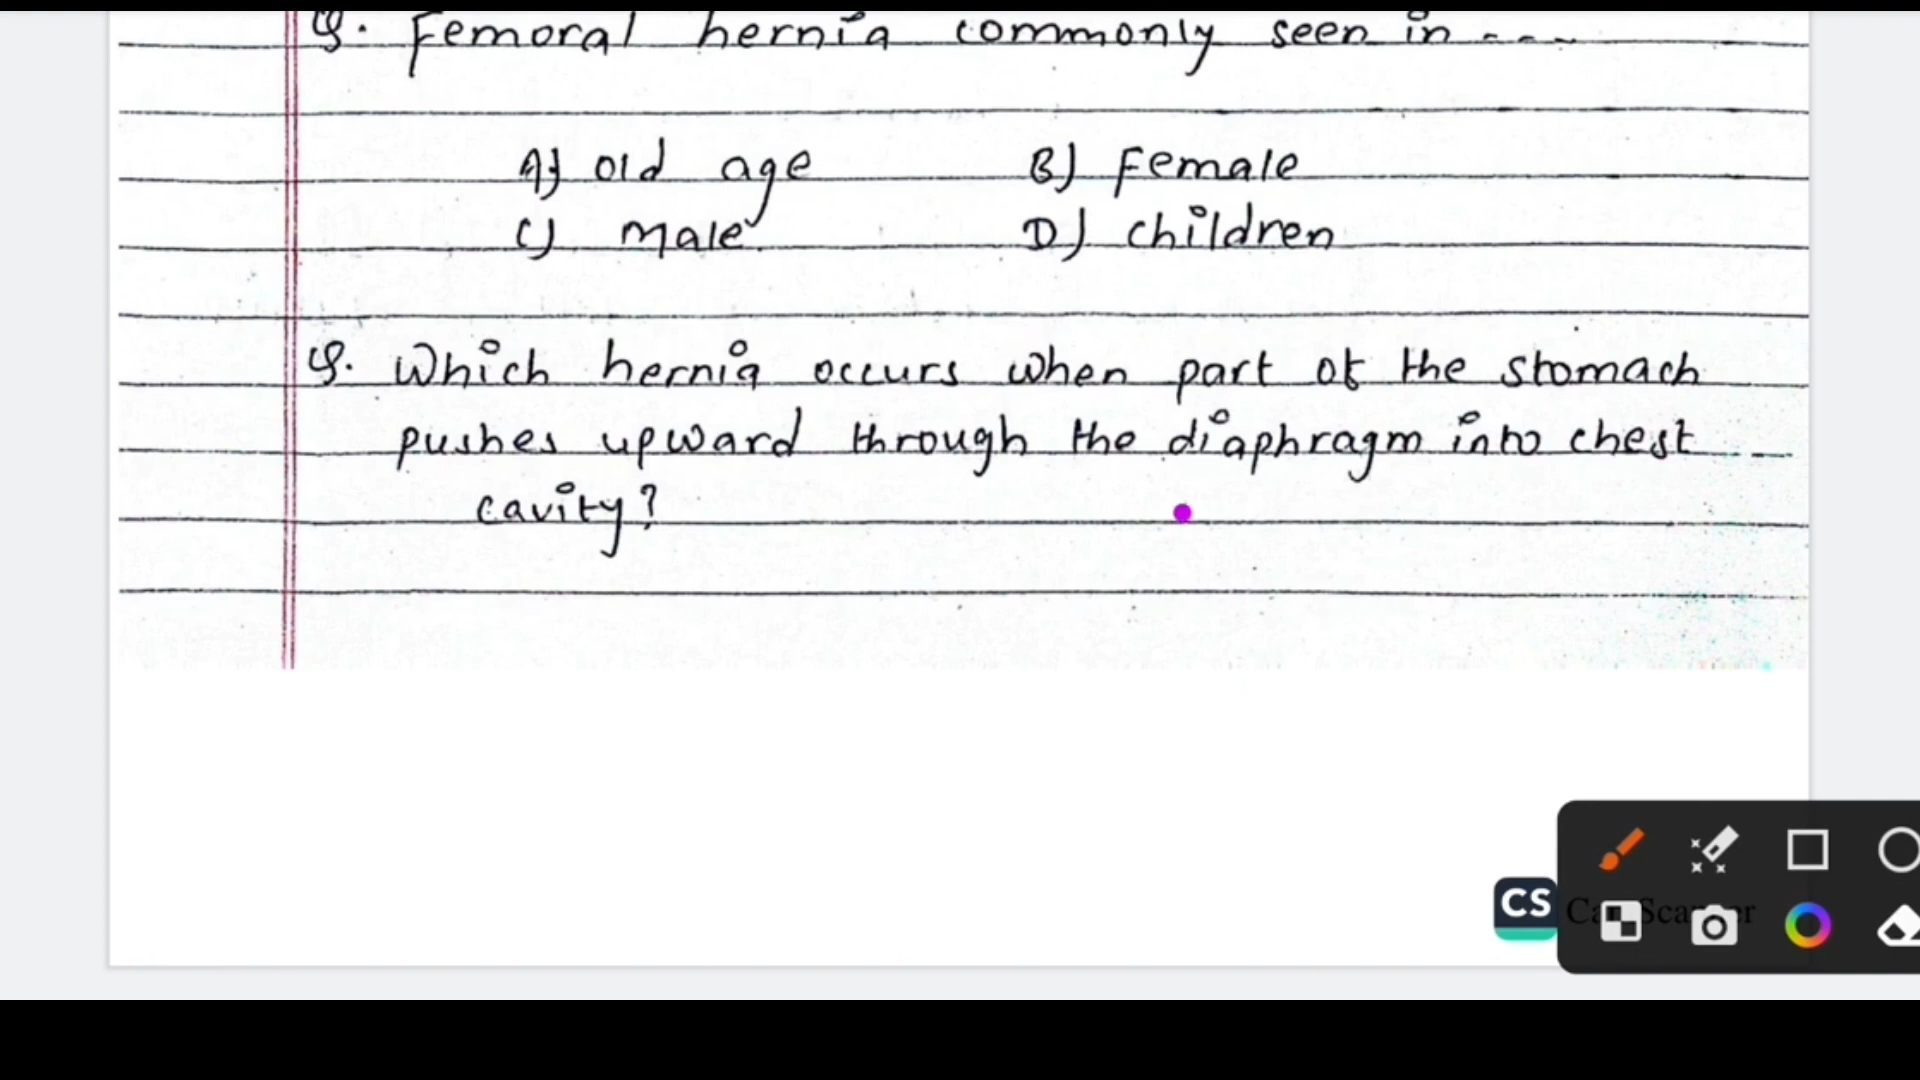 Q. Femoral hernia commonly seen in ----
A) old age B) Female
C) Male D) children
Q. Which hernia occurs when part of the stomach
pushes upward through the diaphragm into chest
cavity?
CS